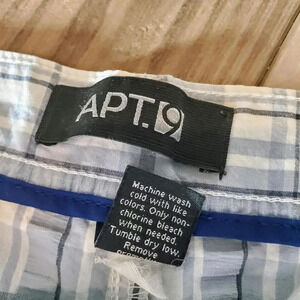 APT.9
Machine wash
cold with like
colors. Only non-
chlorine bleach
when needed.
Tumble dry low.
Remove